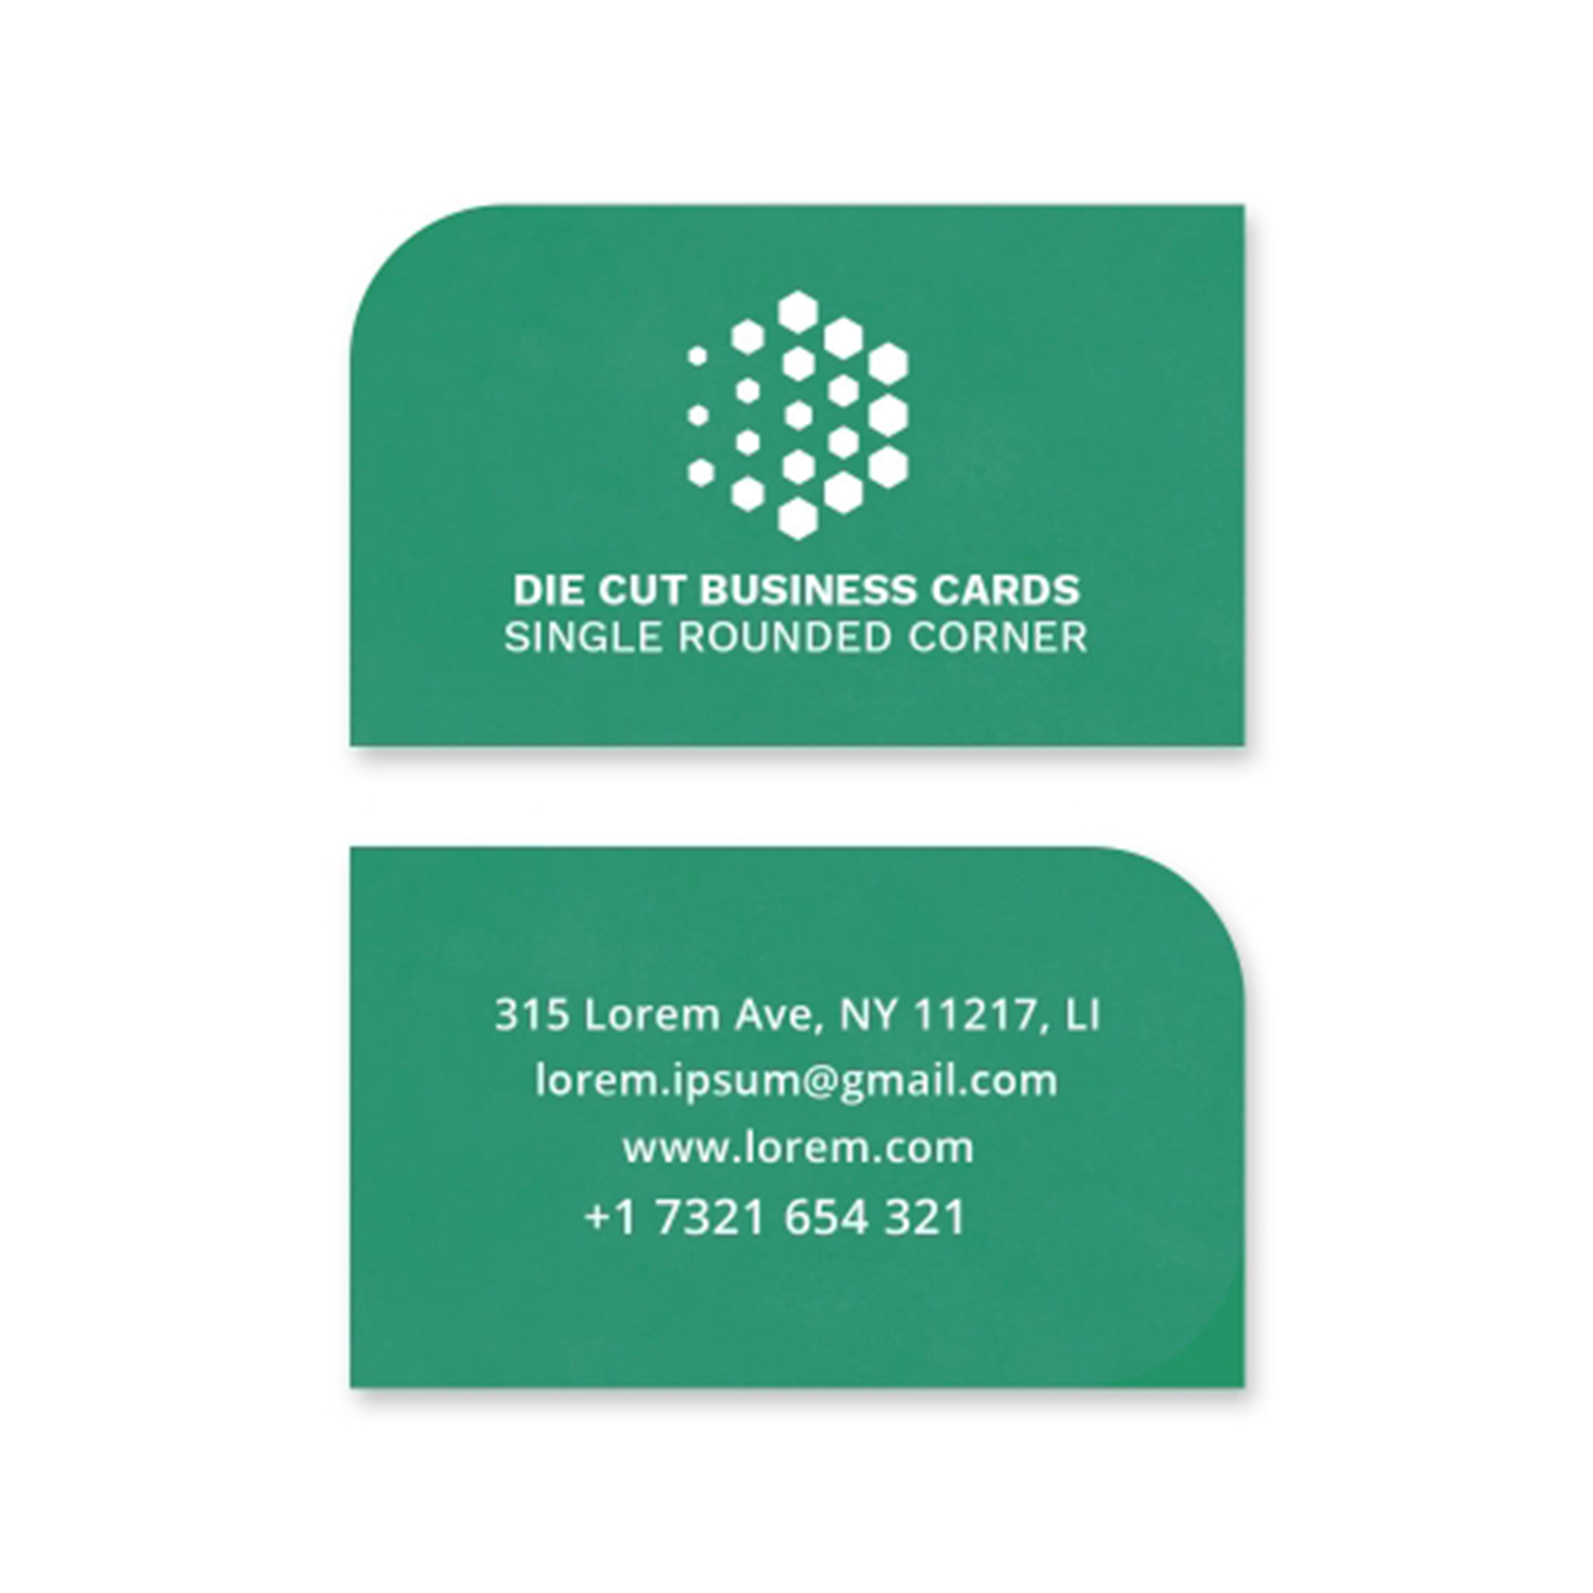 DIE CUT BUSINESS CARDS
SINGLE ROUNDED CORNER
315 Lorem Ave, NY 11217, LI
lorem.ipsum@gmail.com
www.lorem.com
+1 7321 654 321